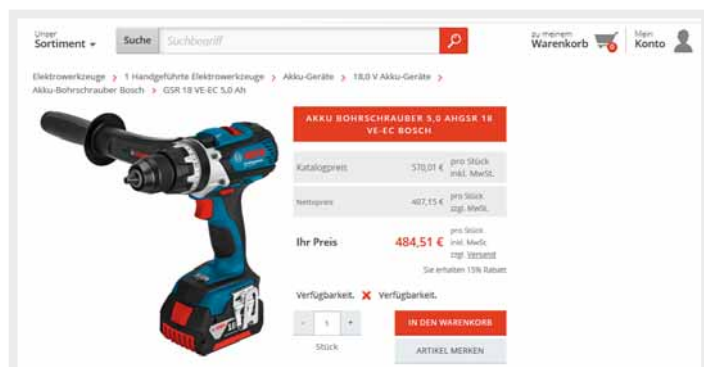 Unser
Sortiment
Suche Suchbegriff
zu meinem
Warenkorb 0
Mein
Konto
Elektrowerkzeuge > 1 Handgeführte Elektrowerkzeuge > Akku-Geräte > 18,0 V Akku-Geräte >
Akku-Bohrschrauber Bosch > GSR 18 VE-EC 5,0 Ah
AKKU BOHRSCHRAUBER 5,0 AHGSR 18
VE-EC BOSCH
Katalogpreis 570,01 € pro Stück
inkl. MwSt.
Nettopreis 407,15 € pro Stück
zzgl. MwSt.
Ihr Preis 484,51 € pro Stück
inkl. MwSt.
zzgl. Versand
Sie erhalten 15% Rabatt
Verfügbarkeit. Verfügbarkeit.
- 1 +
IN DEN WARENKORB
Stück
ARTIKEL MERKEN
BOSCH